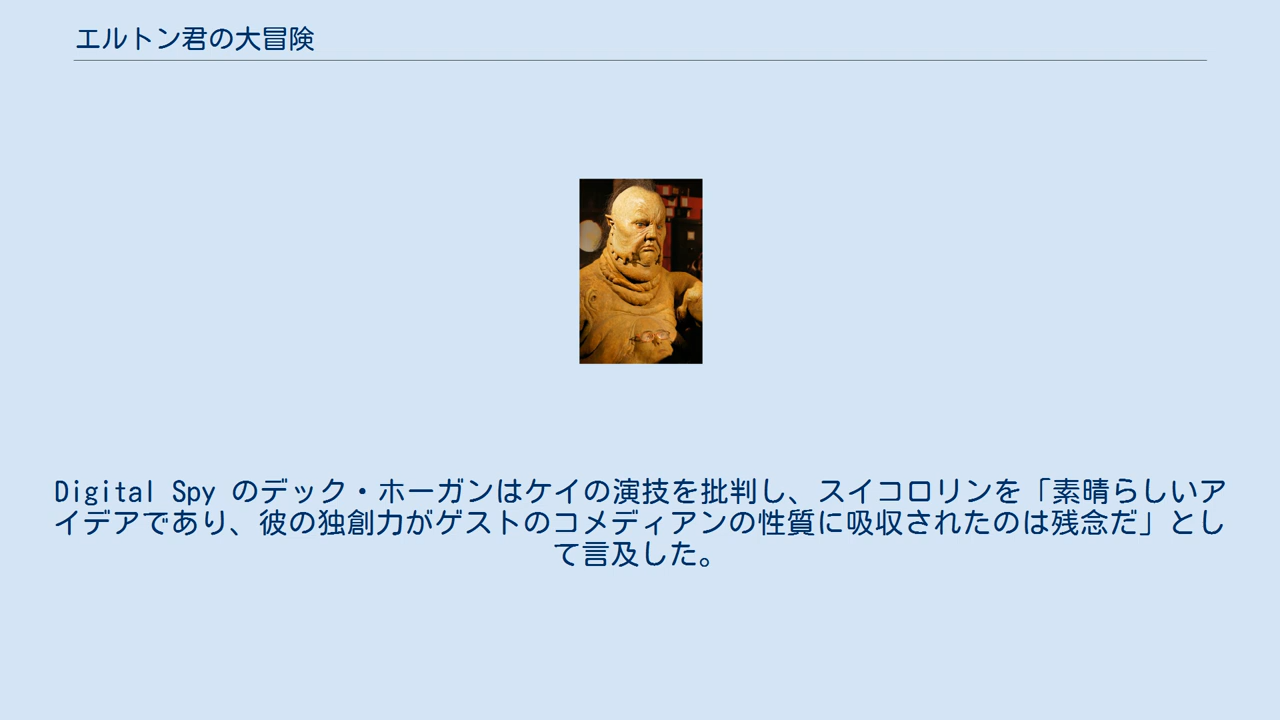 エルトン君の大冒険
Digital Spy のデック・ホーガンはケイの演技を批判し、スイコロリンを「素晴らしいア
イデアであり、彼の独創力がゲストのコメディアンの性質に吸収されたのは残念だ」とし
て言及した。